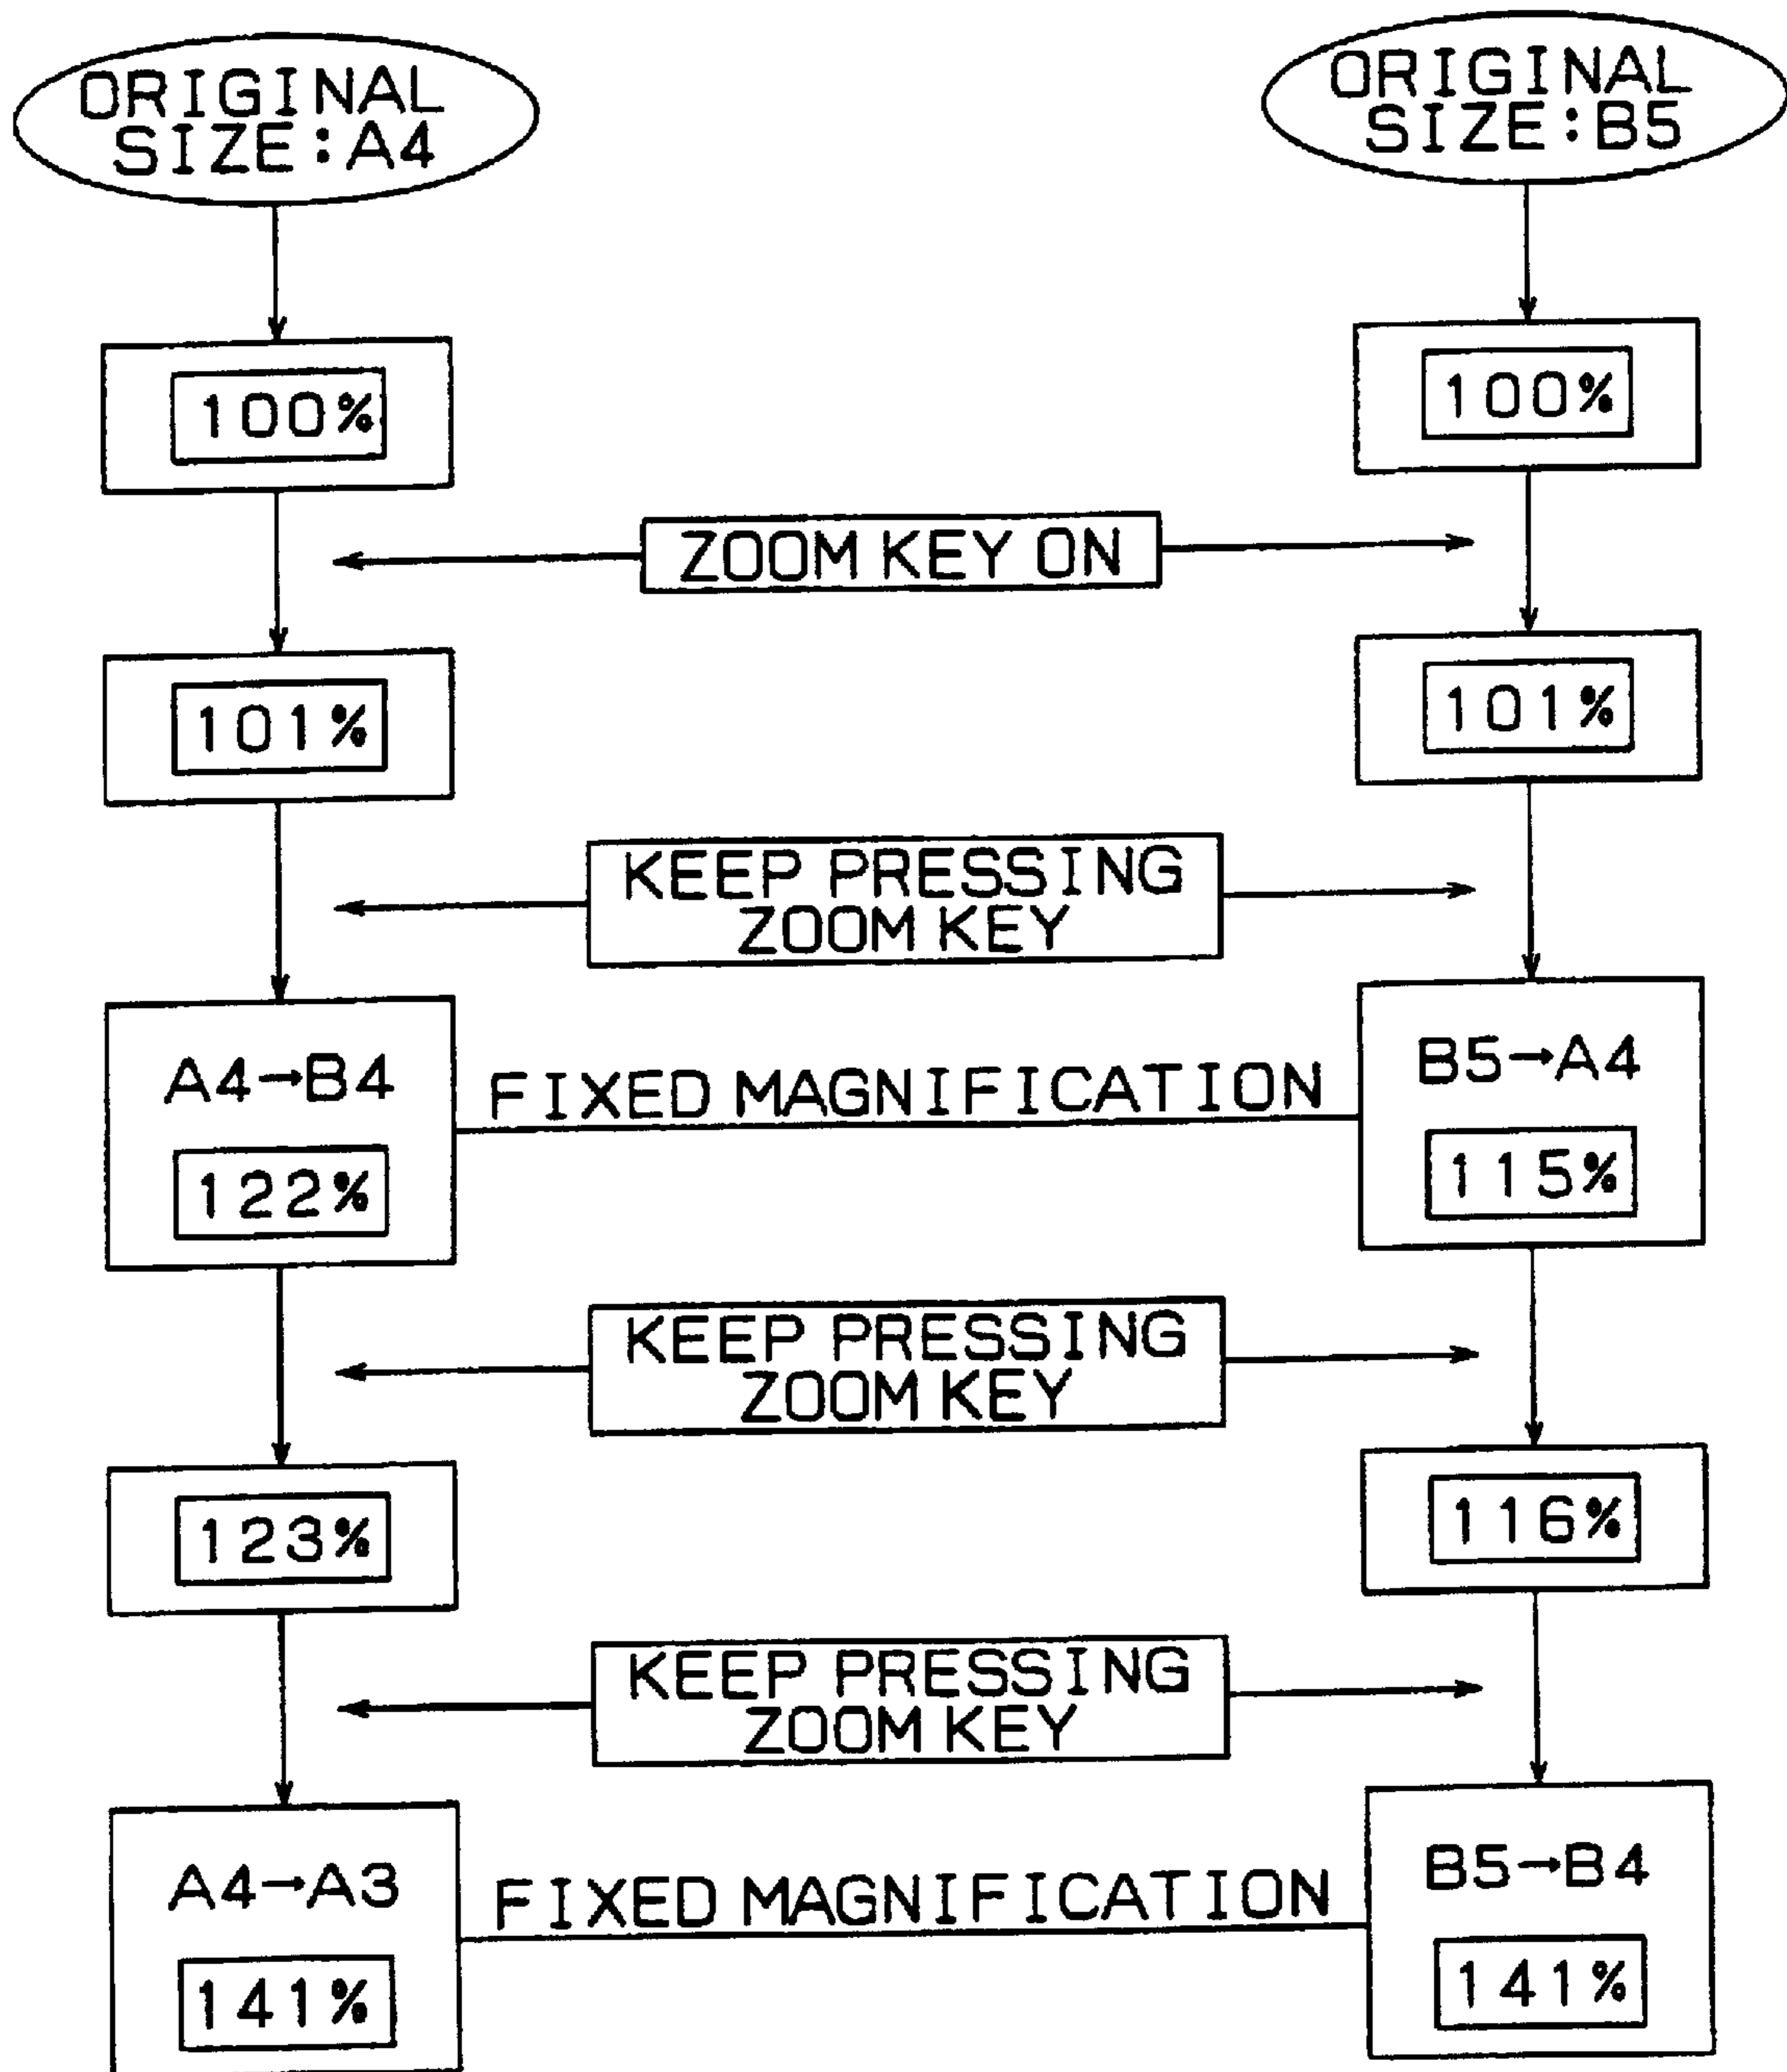 ORIGINAL
SIZE:A4
ORIGINAL
SIZE:B5
100%
100%
ZOOM KEY ON
101%
101%
KEEP PRESSING
ZOOM KEY
A4→B4
122%
FIXED MAGNIFICATION
B5→A4
115%
KEEP PRESSING
ZOOM KEY
123%
116%
KEEP PRESSING
ZOOM KEY
A4→A3
141%
FIXED MAGNIFICATION
B5→B4
141%